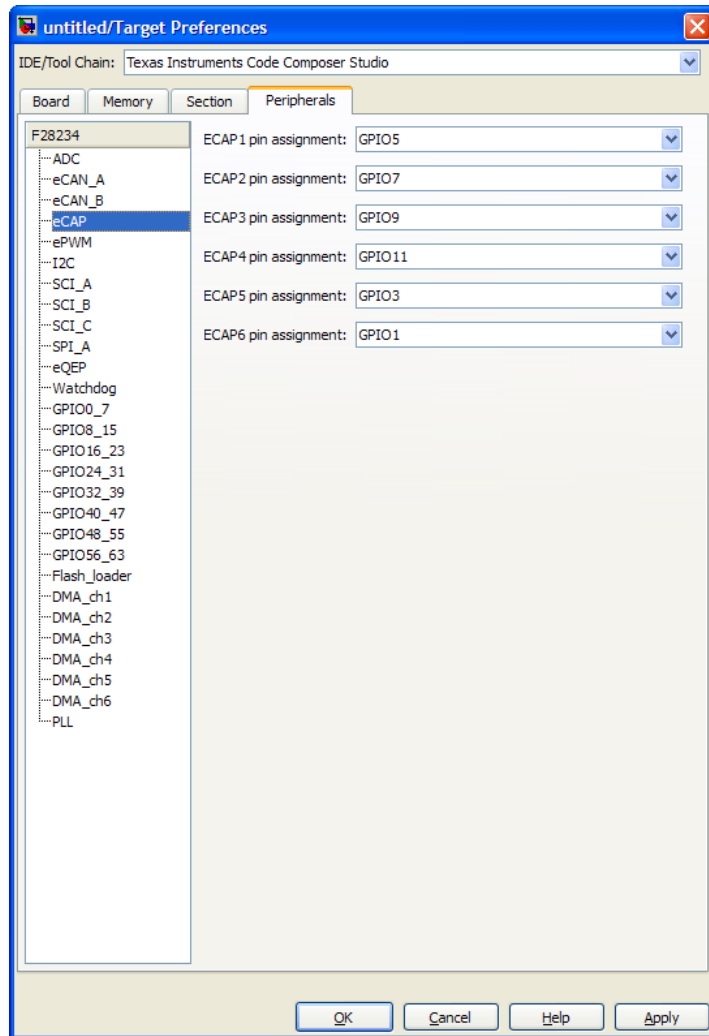 untitled/Target Preferences
IDE/Tool Chain: Texas Instruments Code Composer Studio
Board Memory Section Peripherals
F28234
ADC
eCAN_A
eCAN_B
eCAP
ePWM
I2C
SCI_A
SCI_B
SCI_C
SPI_A
eQEP
Watchdog
GPIO0_7
GPIO8_15
GPIO16_23
GPIO24_31
GPIO32_39
GPIO40_47
GPIO48_55
GPIO56_63
Flash_loader
DMA_ch1
DMA_ch2
DMA_ch3
DMA_ch4
DMA_ch5
DMA_ch6
PLL
ECAP1 pin assignment: GPIO5
ECAP2 pin assignment: GPIO7
ECAP3 pin assignment: GPIO9
ECAP4 pin assignment: GPIO11
ECAP5 pin assignment: GPIO3
ECAP6 pin assignment: GPIO1
OK Cancel Help Apply